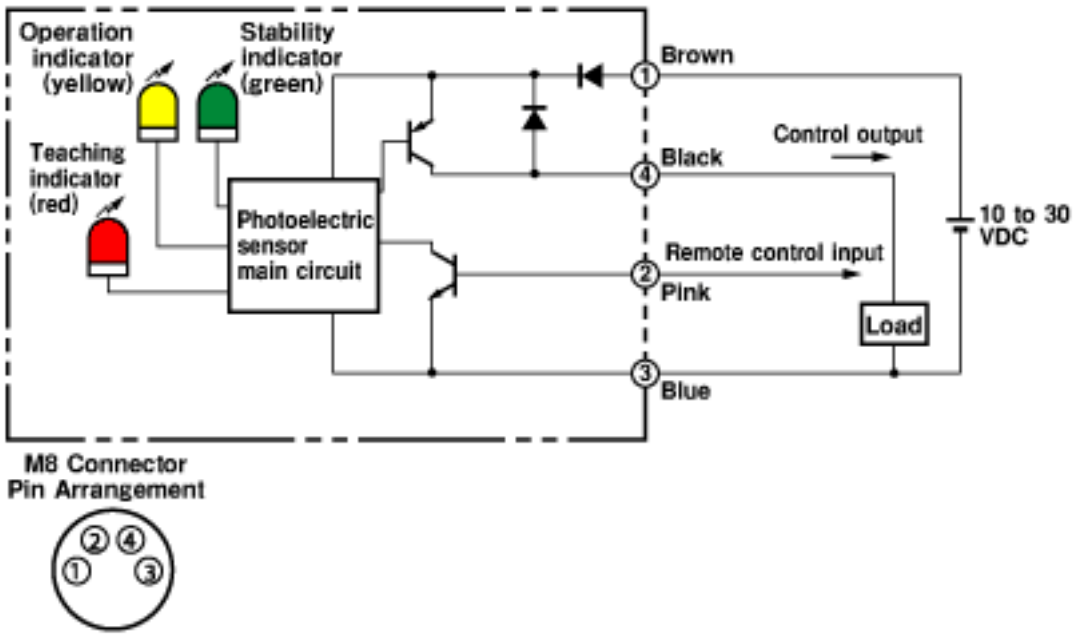 Operation
indicator
(yellow)
Stability
indicator
(green)
Teaching
indicator
(red)
Photoelectric
sensor
main circuit
1
Brown
Control output
4
Black
10 to 30
VDC
Remote control input
2
Pink
Load
3
Blue
M8 Connector
Pin Arrangement
2 4
1 3